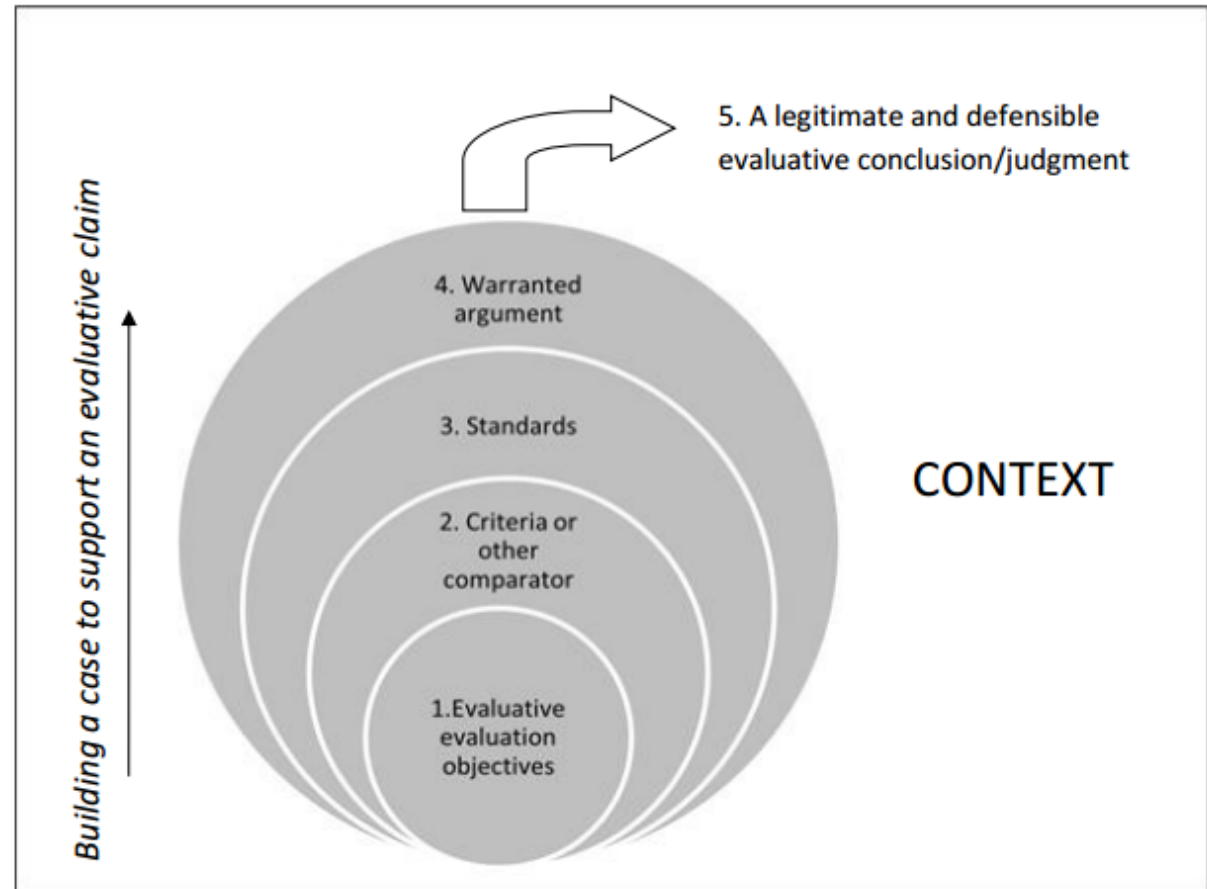 5. A legitimate and defensible
evaluative conclusion/judgment
Building a case to support an evaluative claim
4. Warranted
argument
3. Standards
CONTEXT
2. Criteria or
other
comparator
1.Evaluative
evaluation
objectives